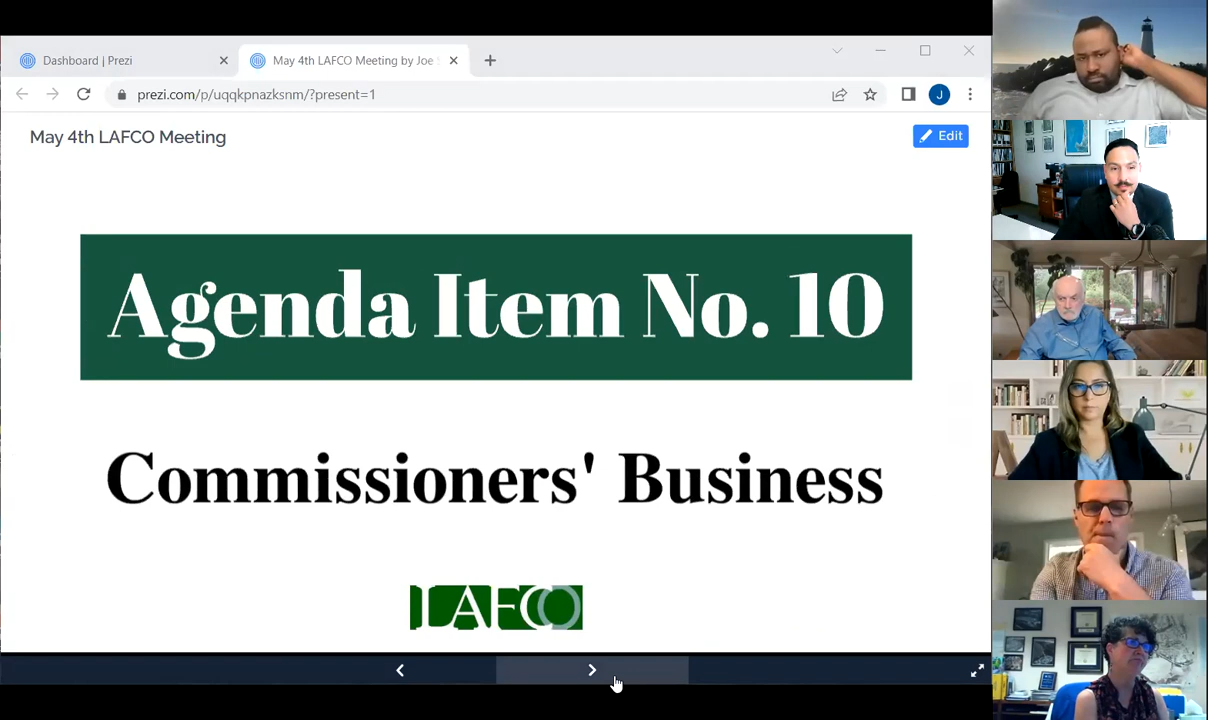 Dashboard | Prezi
May 4th LAFCO Meeting by Joe
prezi.com/p/uqqkpnazksnm/?present=1
J
May 4th LAFCO Meeting
Edit
Agenda Item No. 10
Commissioners' Business
LAFCO